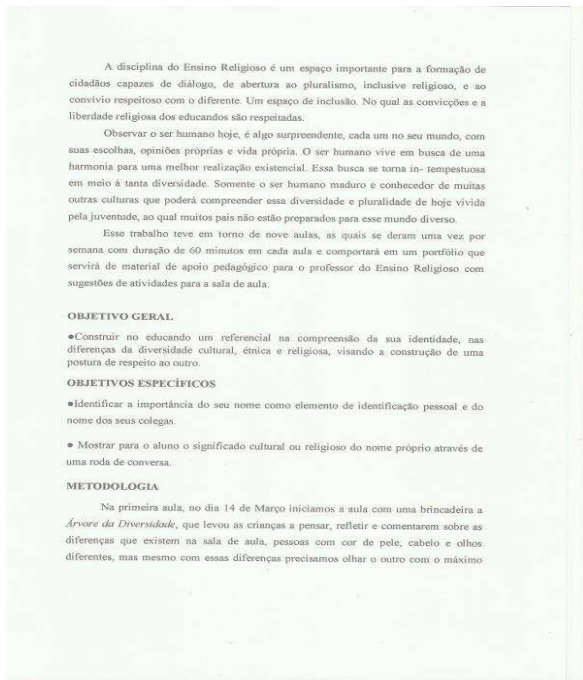 A disciplina do Ensino Religioso é um espaço importante para a formação de
cidadãos capazes de diálogo, de abertura ao pluralismo, inclusive religioso, e ao
convívio respeitoso com o diferente. Um espaço de inclusão. No qual as convicções e a
liberdade religiosa dos educandos são respeitadas.
Observar o ser humano hoje, é algo surpreendente, cada um no seu mundo, com
suas escolhas, opiniões próprias e vida própria. O ser humano vive em busca de uma
harmonia para uma melhor realização existencial. Essa busca se torna in- tempestuosa
em meio à tanta diversidade. Somente o ser humano maduro e conhecedor de muitas
outras culturas que poderá compreender essa diversidade e pluralidade de hoje vivida
pela juventude, ao qual muitos pais não estão preparados para esse mundo diverso.
Esse trabalho teve em torno de nove aulas, as quais se deram uma vez por
semana com duração de 60 minutos em cada aula e comportará em um portfólio que
servirá de material de apoio pedagógico para o professor do Ensino Religioso com
sugestões de atividades para a sala de aula.
OBJETIVO GERAL
●Construir no educando um referencial na compreensão da sua identidade, nas
diferenças da diversidade cultural, étnica e religiosa, visando a construção de uma
postura de respeito ao outro.
OBJETIVOS ESPECÍFICOS
●Identificar a importância do seu nome como elemento de identificação pessoal e do
nome dos seus colegas.
● Mostrar para o aluno o significado cultural ou religioso do nome próprio através de
uma roda de conversa.
METODOLOGIA
Na primeira aula, no dia 14 de Março iniciamos a aula com uma brincadeira a
Árvore da Diversidade, que levou as crianças a pensar, refletir e comentarem sobre as
diferenças que existem na sala de aula, pessoas com cor de pele, cabelo e olhos
diferentes, mas mesmo com essas diferenças precisamos olhar o outro com o máximo